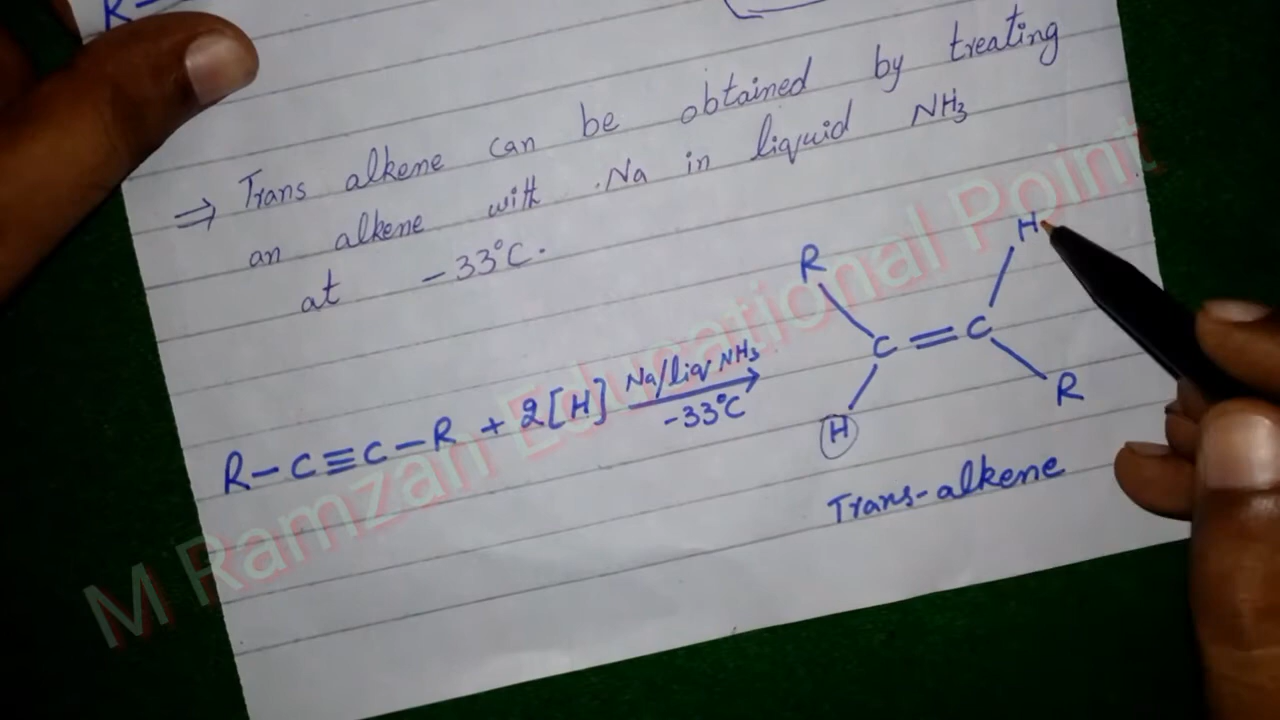 R
⇒ Trans alkene can be obtained by treating
an alkene with Na in liquid NH3
at -33°C.
R-C≡C-R + 2[H] Na/liq NH3 -33°C
R H
C=C
H R
Trans-alkene
M Ramzan Educational Poinit